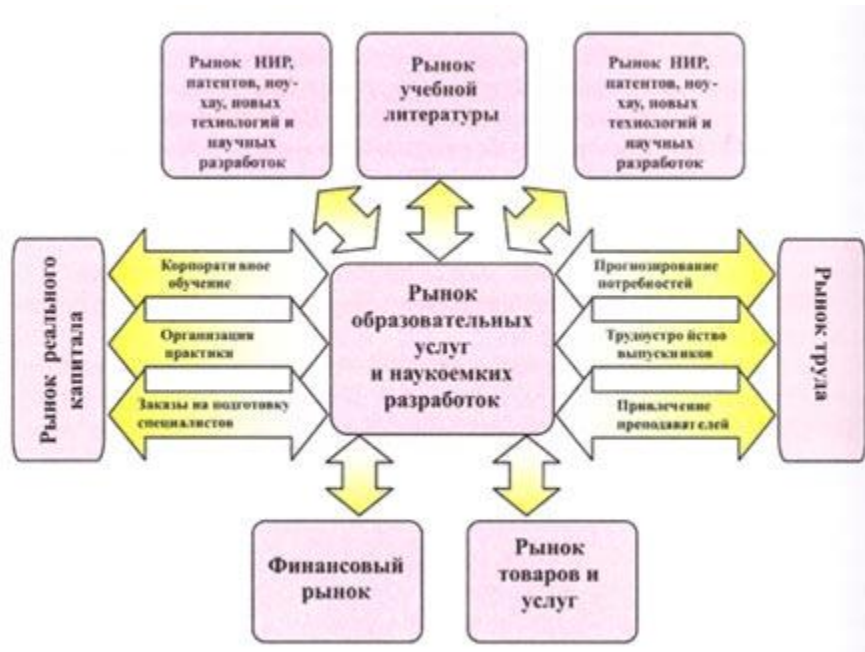 Рынок НИР,
патентов, ноу-
хау, новых
технологий и
научных
разработок
Рынок
учебной
литературы
Рынок НИР,
патентов, ноу-
хау, новых
технологий и
научных
разработок
Рынок реального
капитала
Корпоративное
обучение
Организация
практики
Заказы на подготовку
специалистов
Рынок
образовательных
услуг
и наукоемких
разработок
Прогнозирование
потребностей
Трудоустройство
выпускников
Привлечение
преподавателей
Рынок труда
Финансовый
рынок
Рынок
товаров и
услуг